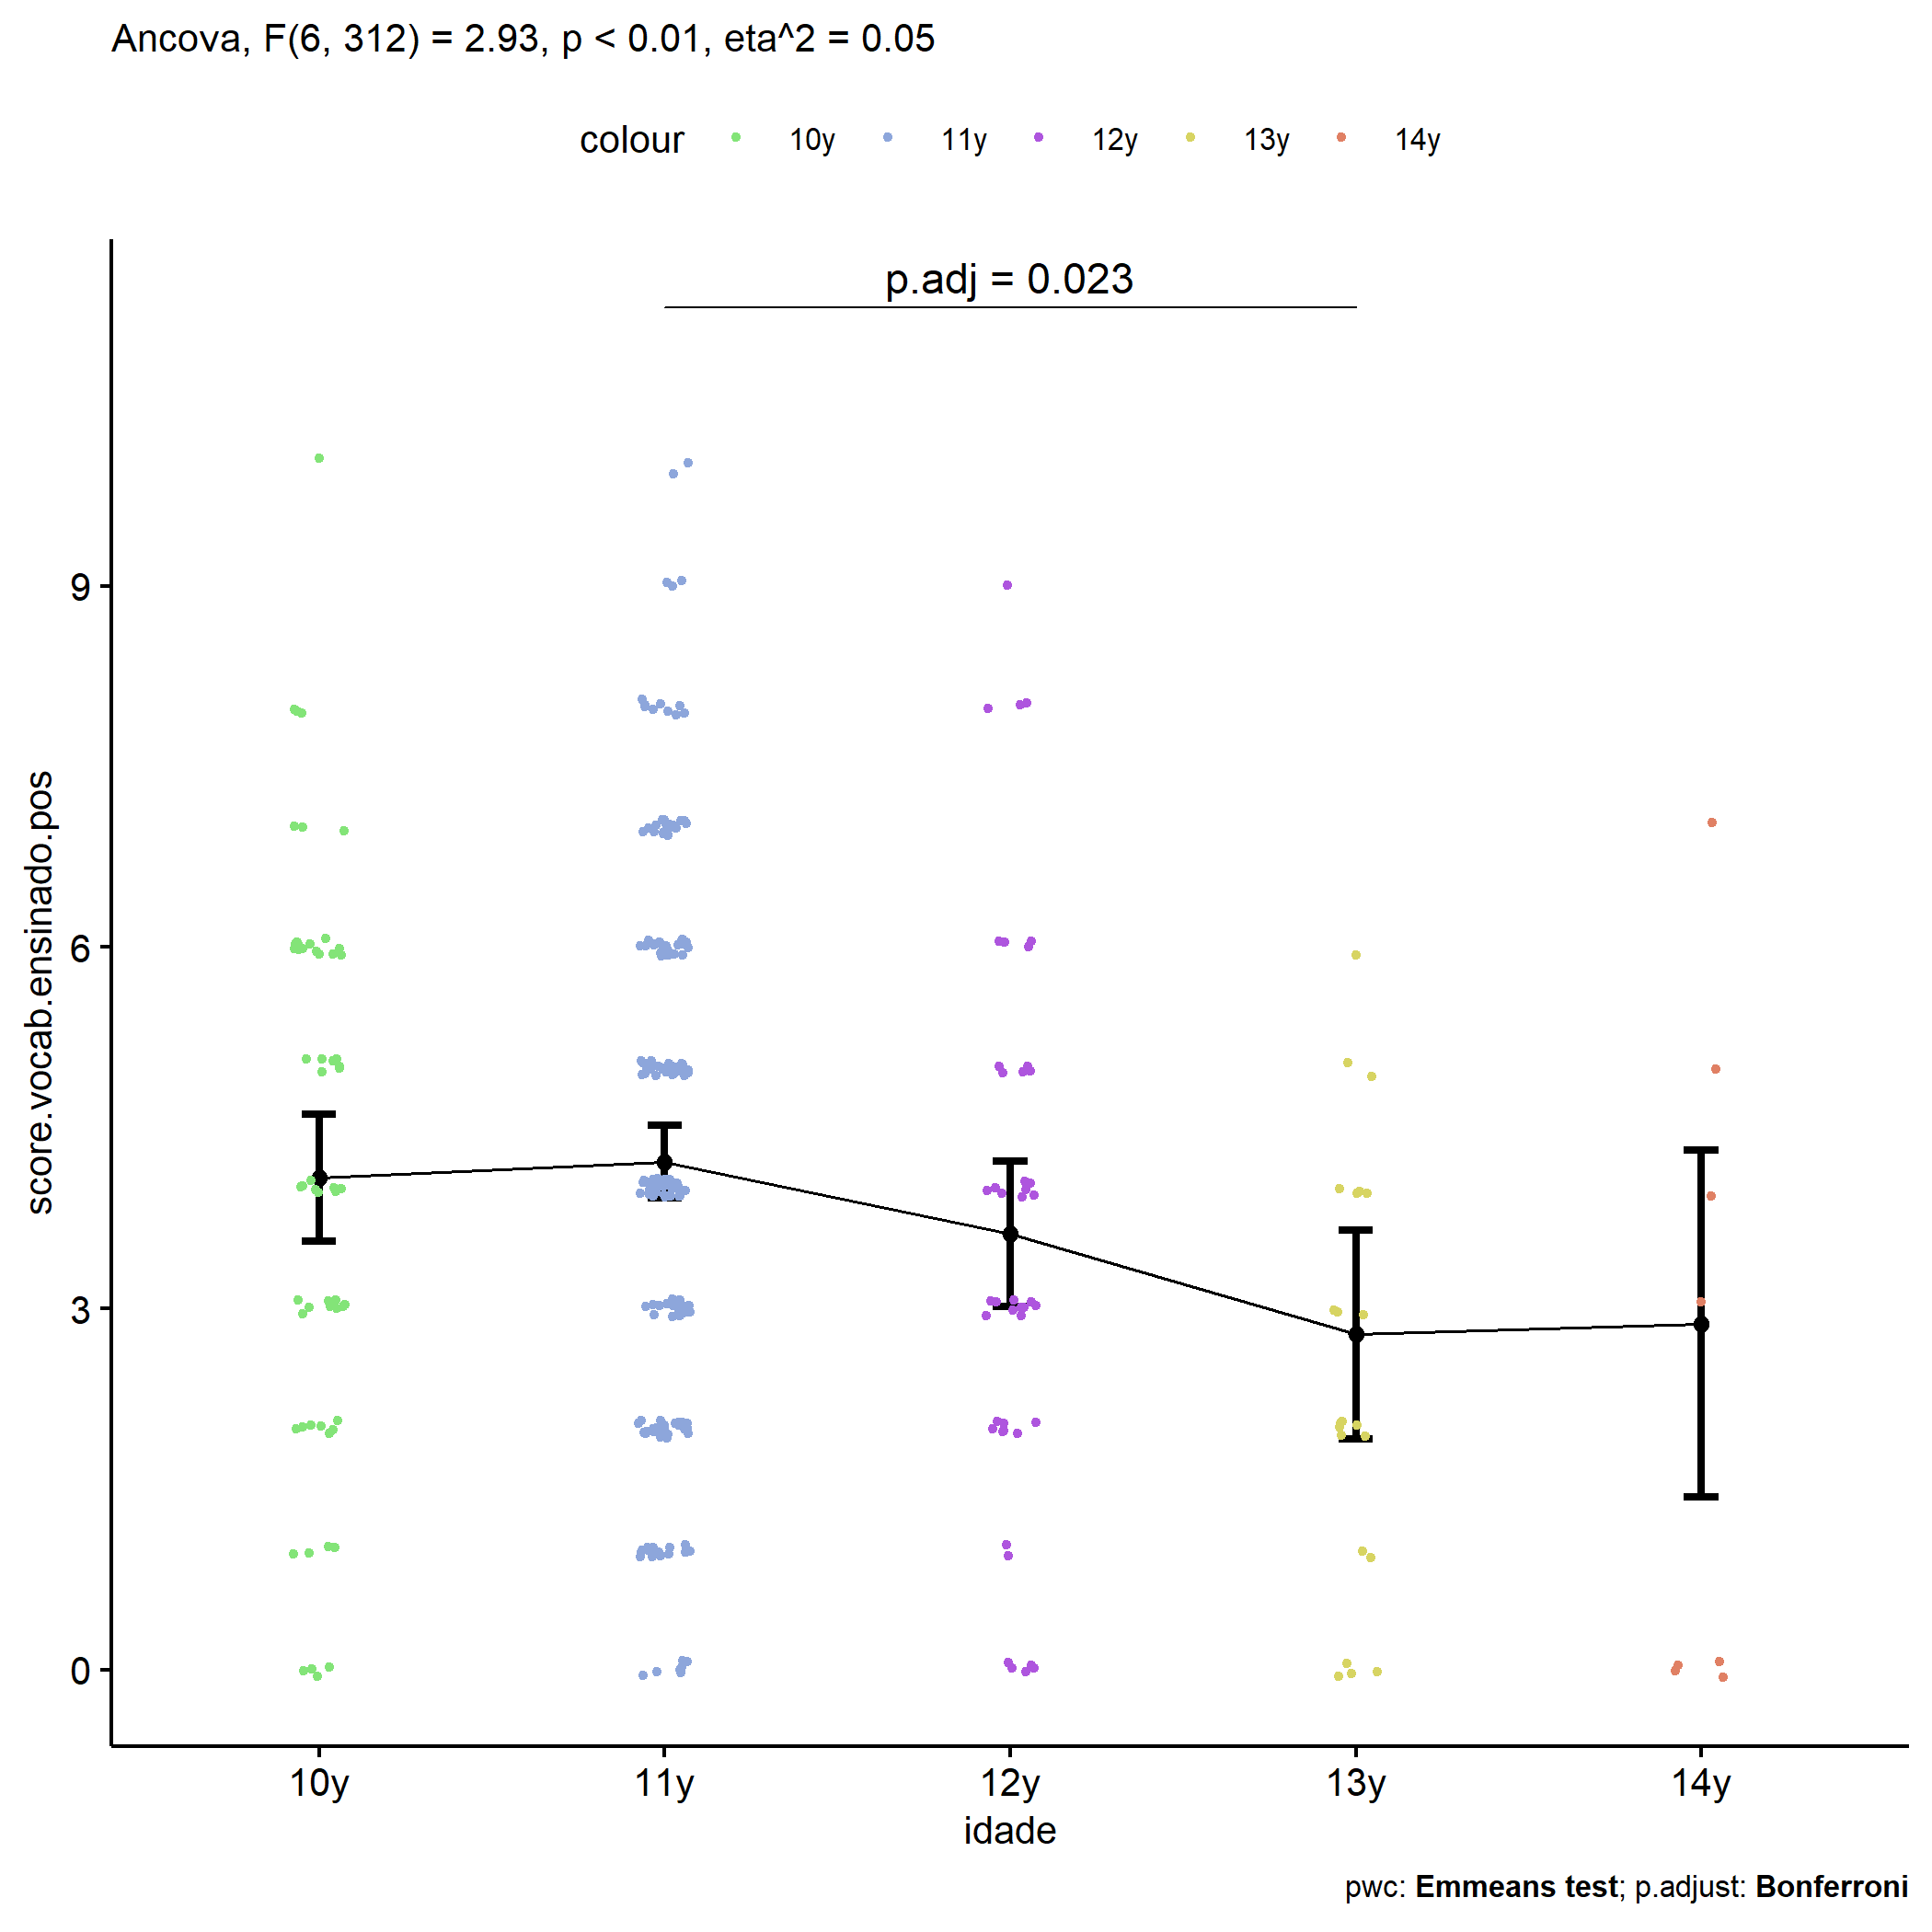 Ancova, F(6, 312) = 2.93, p < 0.01, eta^2 = 0.05
colour 10y 11y 12y 13y 14y
p.adj = 0.023
score.vocab.ensinado.pos
9
6
3
0
10y 11y 12y 13y 14y
idade
pwc: Emmeans test; p.adjust: Bonferroni